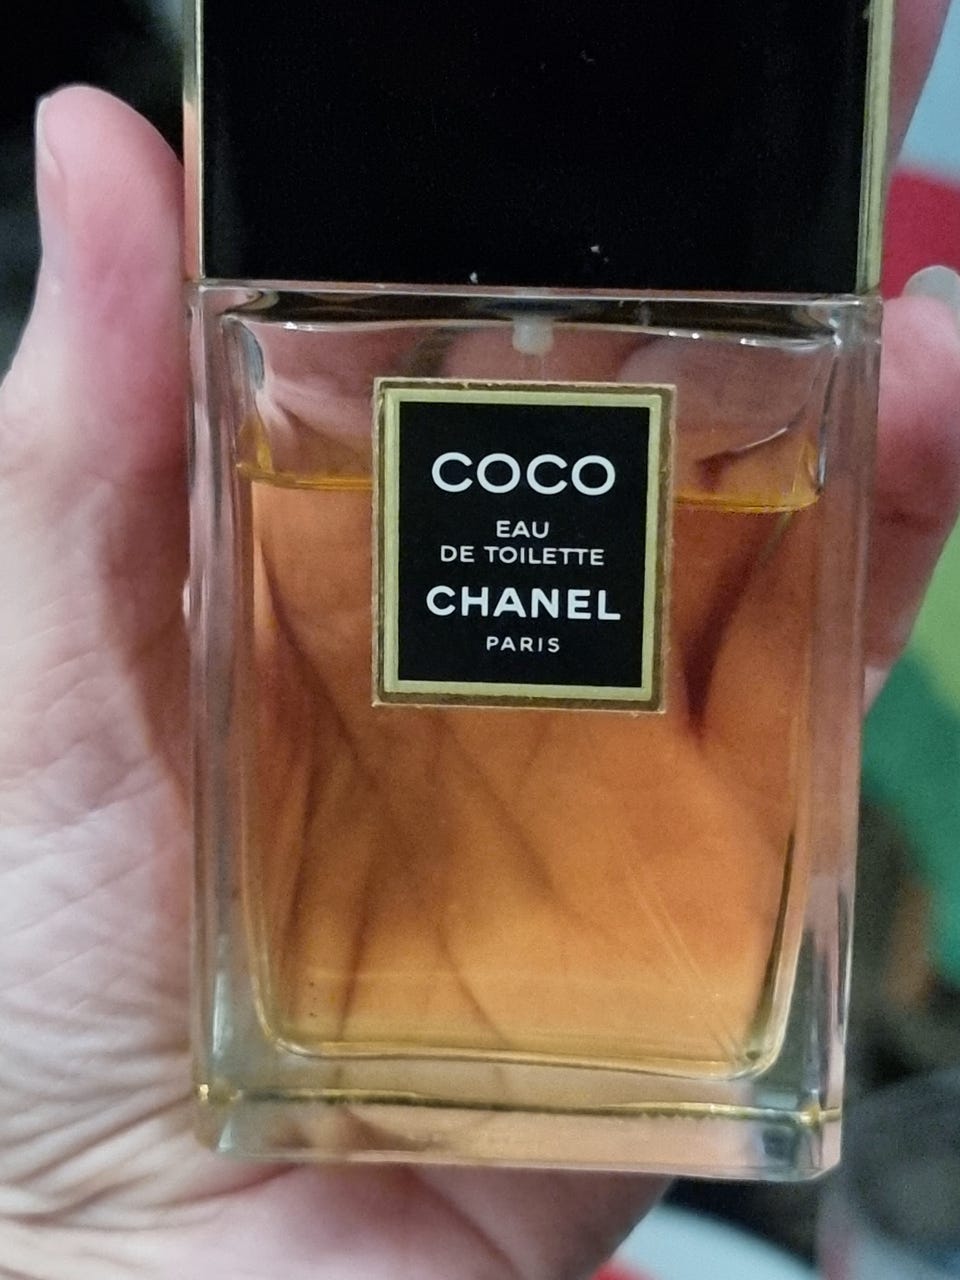 COCO
EAU
DE TOILETTE
CHANEL
PARIS